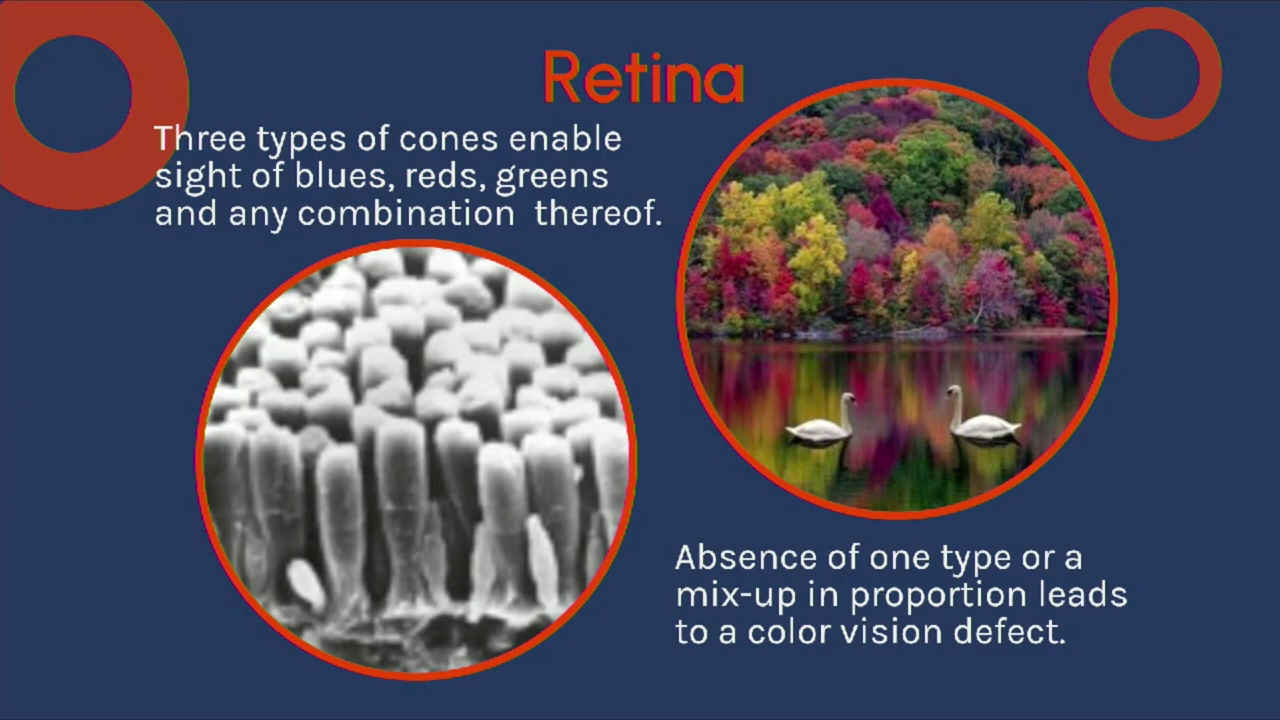 Retina
Three types of cones enable
sight of blues, reds, greens
and any combination thereof.
Absence of one type or a
mix-up in proportion leads
to a color vision defect.